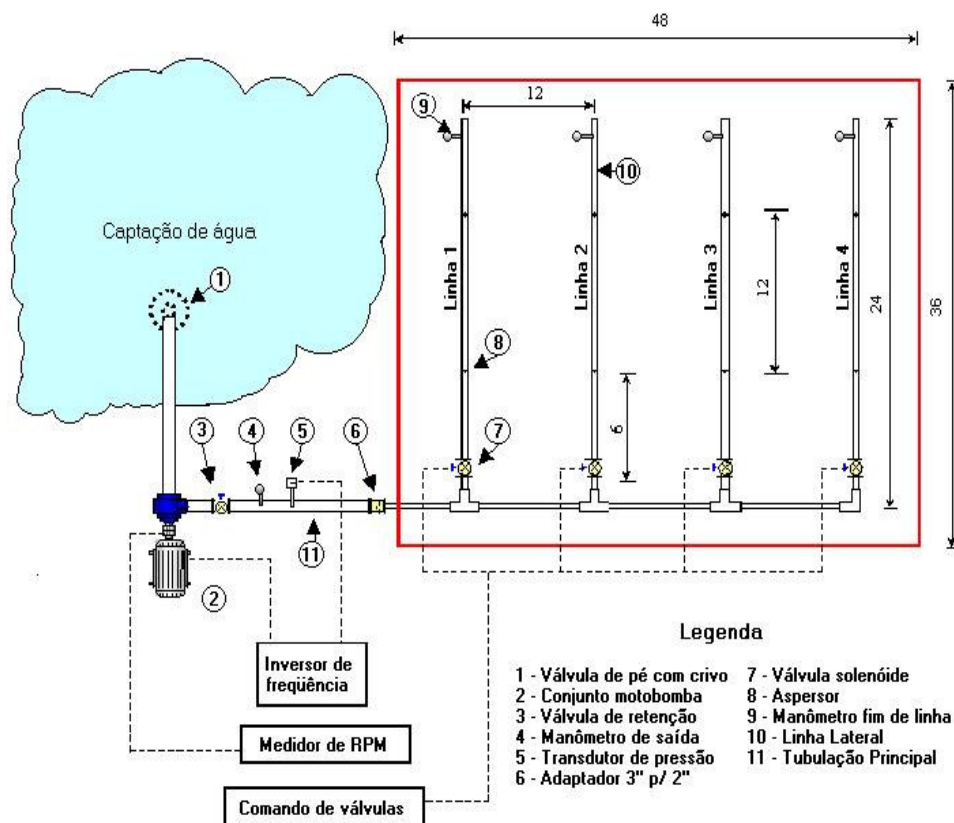 48
12
9
10
24
36
Captação de água
Linha 1
Linha 2
Linha 3
Linha 4
12
1
8
6
3
4
5
6
7
11
2
Inversor de
freqüência
Medidor de RPM
Comando de válvulas
Legenda
1 - Válvula de pé com crivo
2 - Conjunto motobomba
3 - Válvula de retenção
4 - Manômetro de saída
5 - Transdutor de pressão
6 - Adaptador 3" p/ 2"
7 - Válvula solenóide
8 - Aspersor
9 - Manômetro fim de linha
10 - Linha Lateral
11 - Tubulação Principal